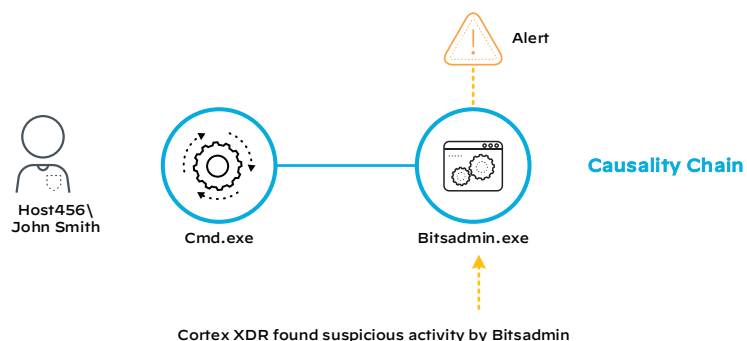 Alert
Causality Chain
Host456\
John Smith
Cmd.exe
Bitsadmin.exe
Cortex XDR found suspicious activity by Bitsadmin